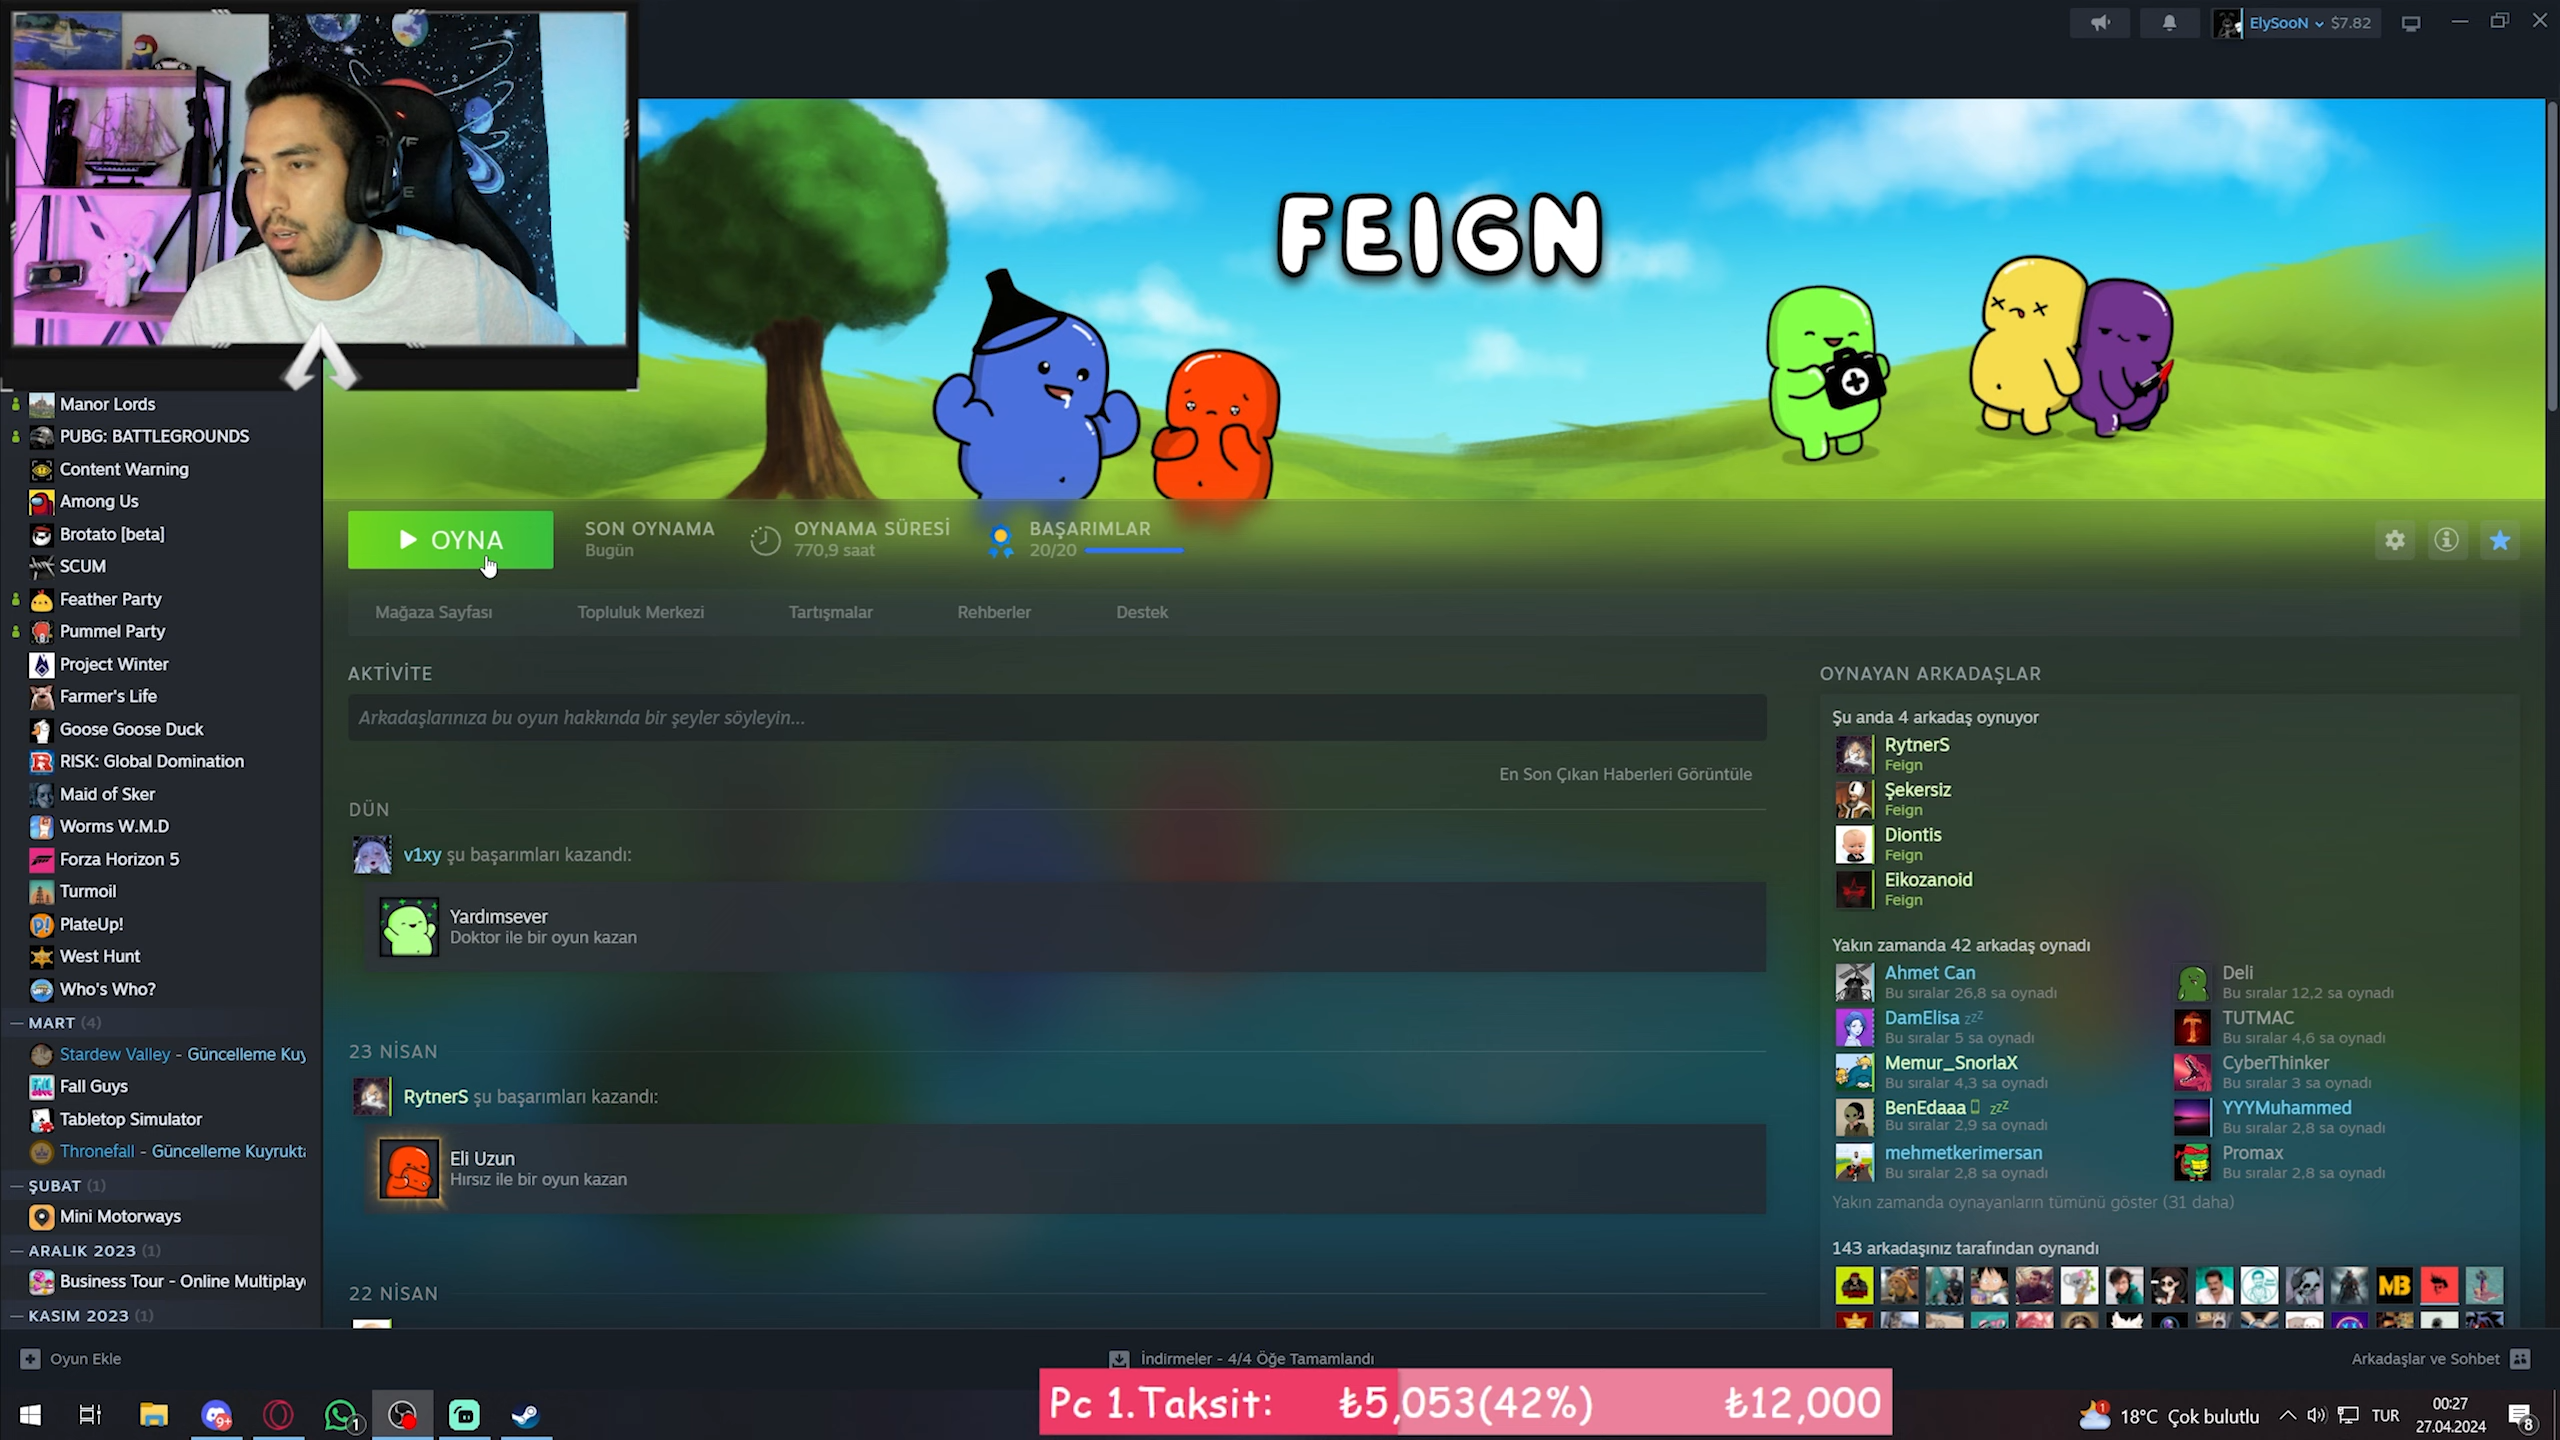 ElySooN $7.82
FEIGN
Manor Lords
PUBG: BATTLEGROUNDS
Content Warning
Among Us
Brotato [beta]
SCUM
Feather Party
Pummel Party
Project Winter
Farmer's Life
Goose Goose Duck
RISK: Global Domination
Maid of Sker
Worms W.M.D
Forza Horizon 5
Turmoil
PlateUp!
West Hunt
Who's Who?
— MART (4)
Stardew Valley - Güncelleme Kuy
Fall Guys
Tabletop Simulator
Thronefall - Güncelleme Kuyrukta
— ŞUBAT (1)
Mini Motorways
— ARALIK 2023 (1)
Business Tour - Online Multiplaye
— KASIM 2023 (1)
OYNA
SON OYNAMA
Bugün
OYNAMA SÜRESİ
770,9 saat
BAŞARIMLAR
20/20
Mağaza Sayfası
Topluluk Merkezi
Tartışmalar
Rehberler
Destek
AKTİVİTE
Arkadaşlarınıza bu oyun hakkında bir şeyler söyleyin...
En Son Çıkan Haberleri Görüntüle
DÜN
v1xy şu başarımları kazandı:
Yardımsever
Doktor ile bir oyun kazan
23 NİSAN
RytnerS şu başarımları kazandı:
Eli Uzun
Hırsız ile bir oyun kazan
22 NİSAN
OYNAYAN ARKADAŞLAR
Şu anda 4 arkadaş oynuyor
RytnerS
Feign
Şekersiz
Feign
Diontis
Feign
Eikozanoid
Feign
Yakın zamanda 42 arkadaş oynadı
Ahmet Can
Bu sıralar 26,8 sa oynadı
Deli
Bu sıralar 12,2 sa oynadı
DamElisa zzZ
Bu sıralar 5 sa oynadı
TUTMAC
Bu sıralar 4,6 sa oynadı
Memur_SnorlaX
Bu sıralar 4,3 sa oynadı
CyberThinker
Bu sıralar 3 sa oynadı
BenEdaaa zzZ
Bu sıralar 2,9 sa oynadı
YYYMuhammed
Bu sıralar 2,8 sa oynadı
mehmetkerimersan
Bu sıralar 2,8 sa oynadı
Promax
Bu sıralar 2,8 sa oynadı
Yakın zamanda oynayanların tümünü göster (31 daha)
143 arkadaşınız tarafından oynandı
MB
Oyun Ekle
İndirmeler - 4/4 Öğe Tamamlandı
Arkadaşlar ve Sohbet
Pc 1.Taksit: ₺5,053(42%) ₺12,000
9+
1
1
18°C Çok bulutlu
TUR
00:27
27.04.2024
8